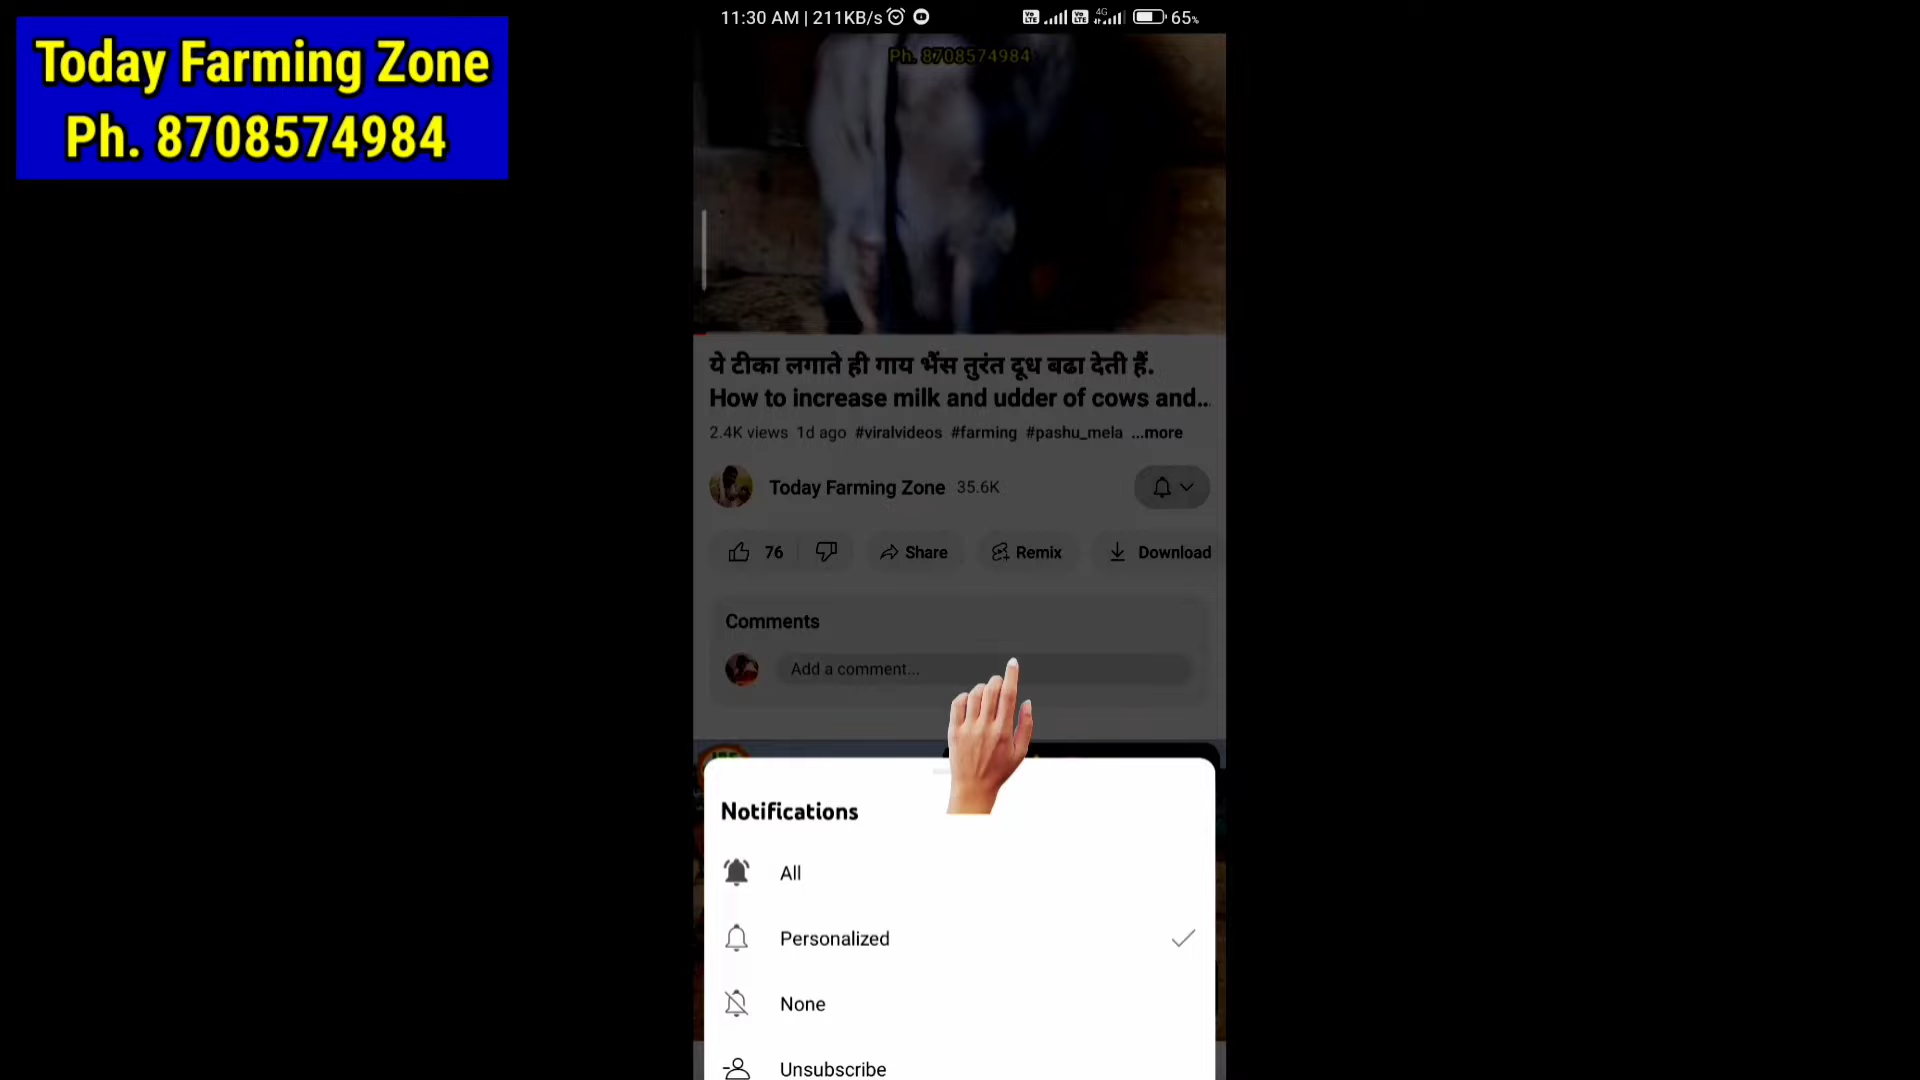 Today Farming Zone
Ph. 8708574984
11:30 AM | 211KB/s
4G
65%
Ph. 8708574984
ये टीका लगाते ही गाय भैंस तुरंत दूध बढा देती हैं.
How to increase milk and udder of cows and...
2.4K views 1d ago #viralvideos #farming #pashu_mela ...more
Today Farming Zone 35.6K
76 Share Remix Download
Comments
Add a comment...
Notifications
All
Personalized
None
Unsubscribe